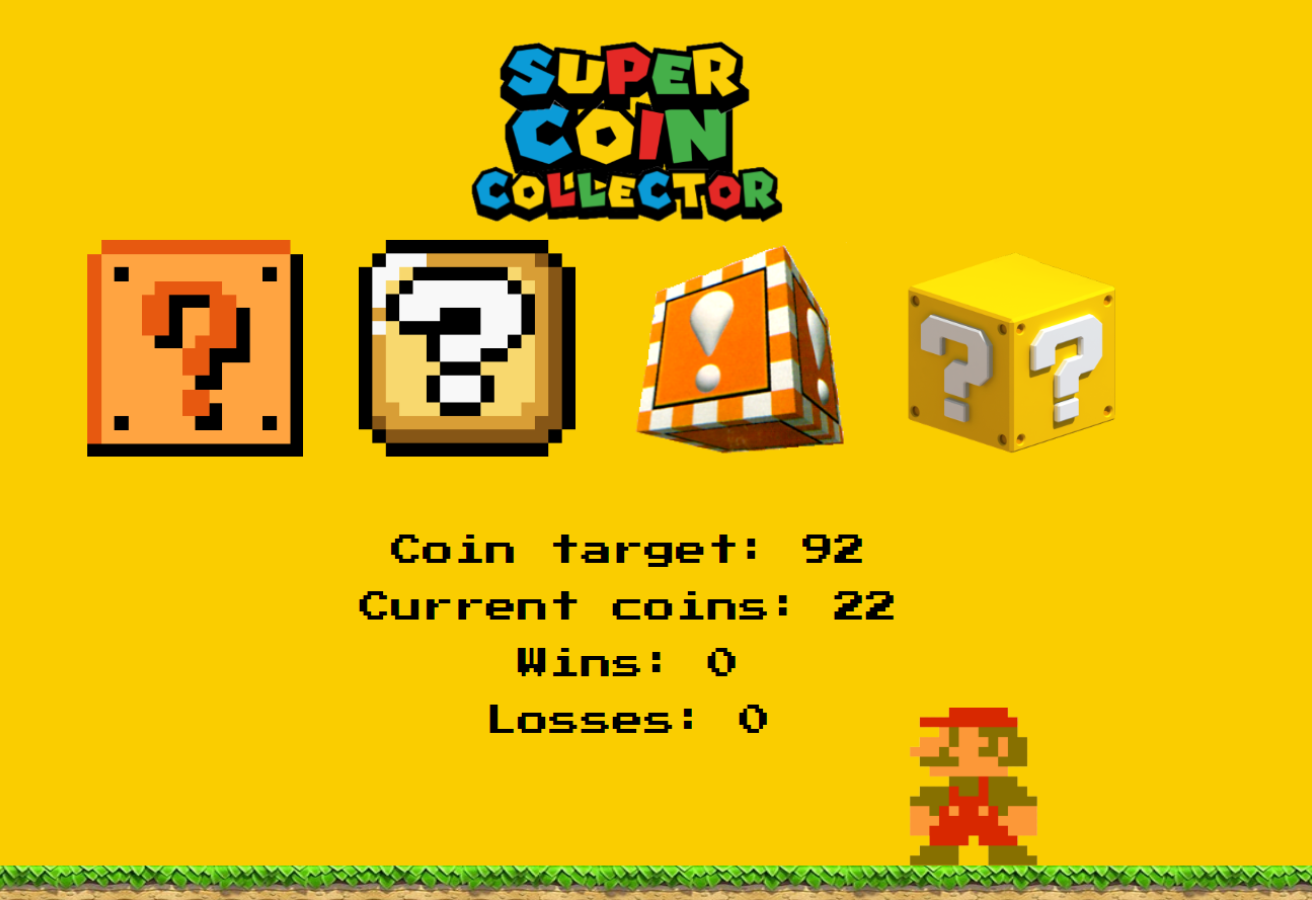 SUPER
COIN
COLLECTOR
? ? ! ! ? ?
Coin target: 92
Current coins: 22
Wins: 0
Losses: 0